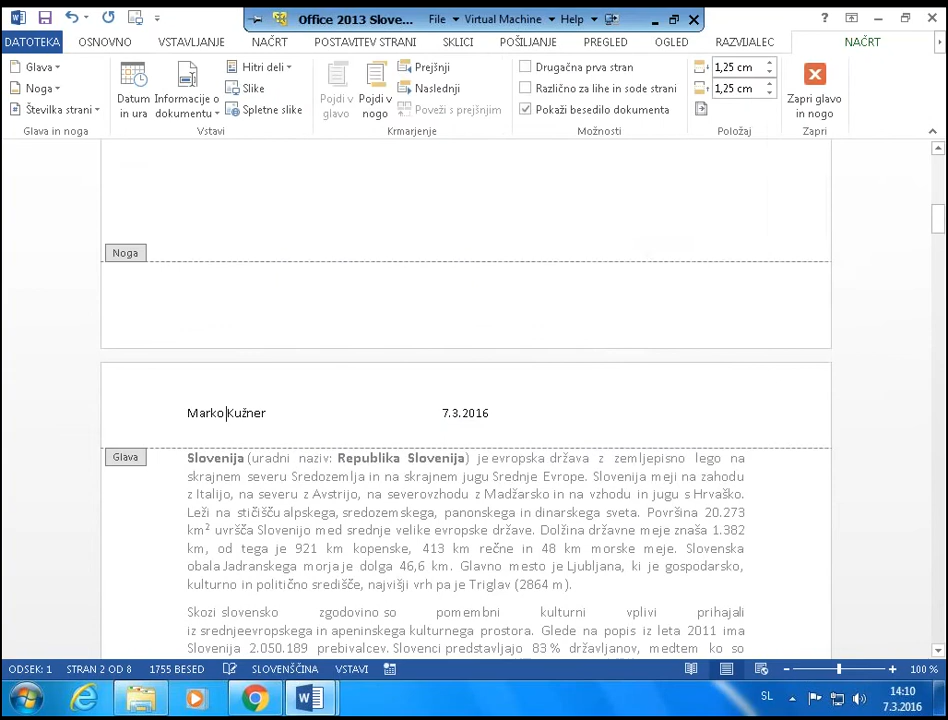 Office 2013 Slove...
File
Virtual Machine
Help
DATOTEKA
OSNOVNO
VSTAVLJANJE
NAČRT
POSTAVITEV STRANI
SKLICI
POŠILJANJE
PREGLED
OGLED
RAZVIJALEC
NAČRT
Glava
Noga
Številka strani
Glava in noga
Datum in ura
Informacije o dokumentu
Hitri deli
Slike
Spletne slike
Vstavi
Pojdi v glavo
Pojdi v nogo
Prejšnji
Naslednji
Poveži s prejšnjim
Krmarjenje
Drugačna prva stran
Različno za lihe in sode strani
Pokaži besedilo dokumenta
Možnosti
1,25 cm
1,25 cm
Položaj
Zapri glavo in nogo
Zapri
Noga
Marko Kužner 7.3.2016
Glava
Slovenija (uradni naziv: Republika Slovenija) je evropska država z zemljepisno lego na
skrajnem severu Sredozemlja in na skrajnem jugu Srednje Evrope. Slovenija meji na zahodu
z Italijo, na severu z Avstrijo, na severovzhodu z Madžarsko in na vzhodu in jugu s Hrvaško.
Leži na stičišču alpskega, sredozemskega, panonskega in dinarskega sveta. Površina 20.273
km² uvršča Slovenijo med srednje velike evropske države. Dolžina državne meje znaša 1.382
km, od tega je 921 km kopenske, 413 km rečne in 48 km morske meje. Slovenska
obala Jadranskega morja je dolga 46,6 km. Glavno mesto je Ljubljana, ki je gospodarsko,
kulturno in politično središče, najvišji vrh pa je Triglav (2864 m).
Skozi slovensko zgodovino so pomembni kulturni vplivi prihajali
iz srednjeevropskega in apeninskega kulturnega prostora. Glede na popis iz leta 2011 ima
Slovenija 2.050.189 prebivalcev. Slovenci predstavljajo 83 % državljanov, medtem ko so
ODSEK: 1 STRAN 2 OD 8 1755 BESED SLOVENŠČINA VSTAVI 100 %
SL 14:10
7.3.2016